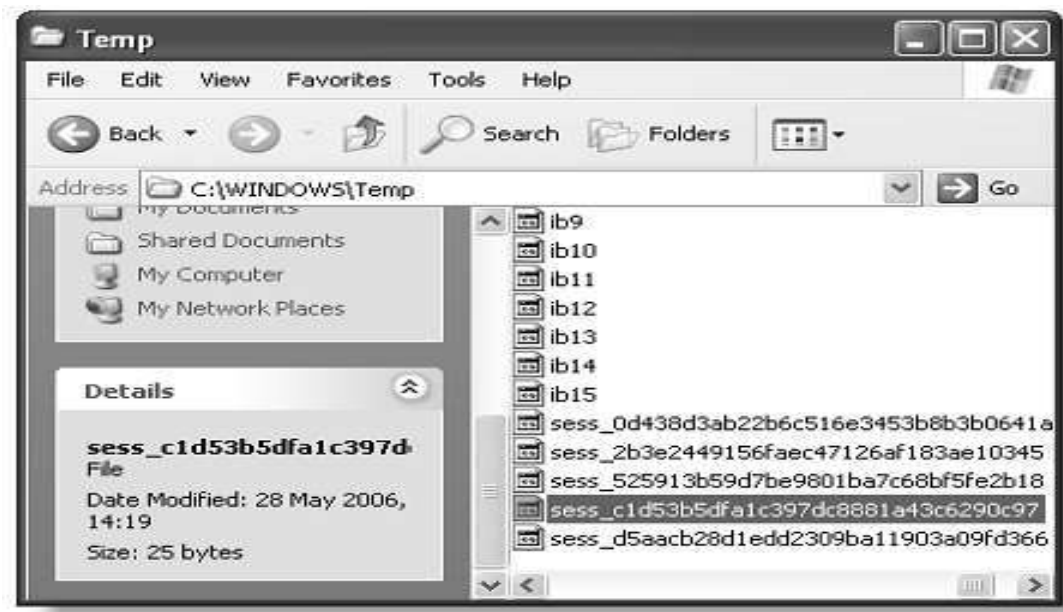 Temp
File Edit View Favorites Tools Help
Back Search Folders
Address C:\WINDOWS\Temp Go
My Documents
Shared Documents
My Computer
My Network Places
Details
sess_c1d53b5dfa1c397d
File
Date Modified: 28 May 2006,
14:19
Size: 25 bytes
ib9
ib10
ib11
ib12
ib13
ib14
ib15
sess_0d438d3ab22b6c516e3453b8b3b0641a
sess_2b3e2449156faec47126af183ae10345
sess_525913b59d7be9801ba7c68bf5fe2b18
sess_c1d53b5dfa1c397dc8881a43c6290c97
sess_d5aacb28d1edd2309ba11903a09fd366